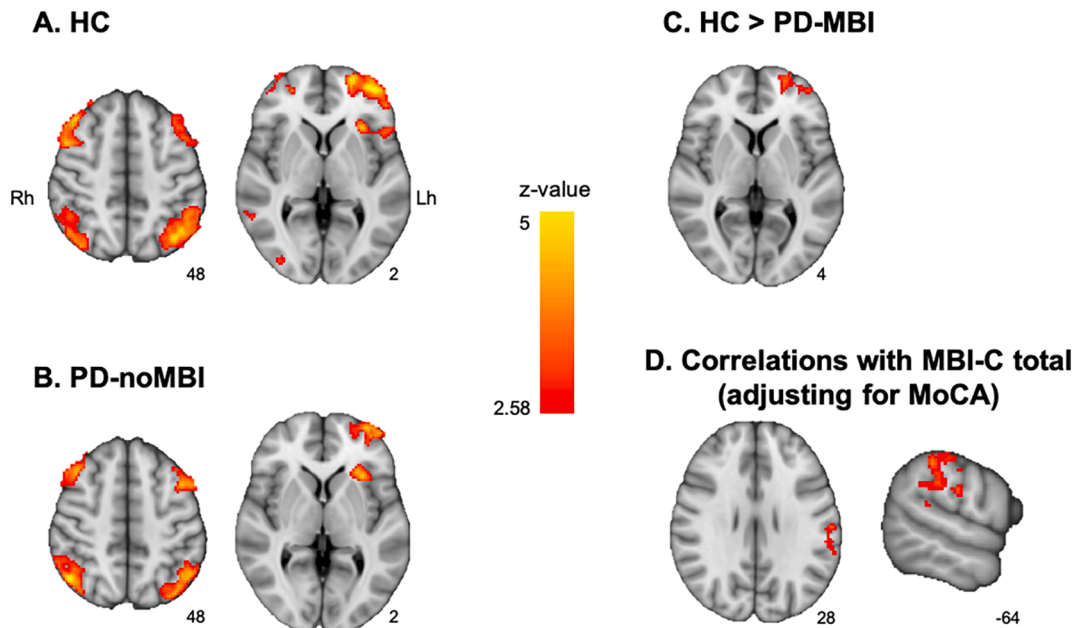 A. HC
C. HC > PD-MBI
Rh
Lh
z-value
5
48
2
4
B. PD-noMBI
2.58
D. Correlations with MBI-C total
(adjusting for MoCA)
48
2
28
-64